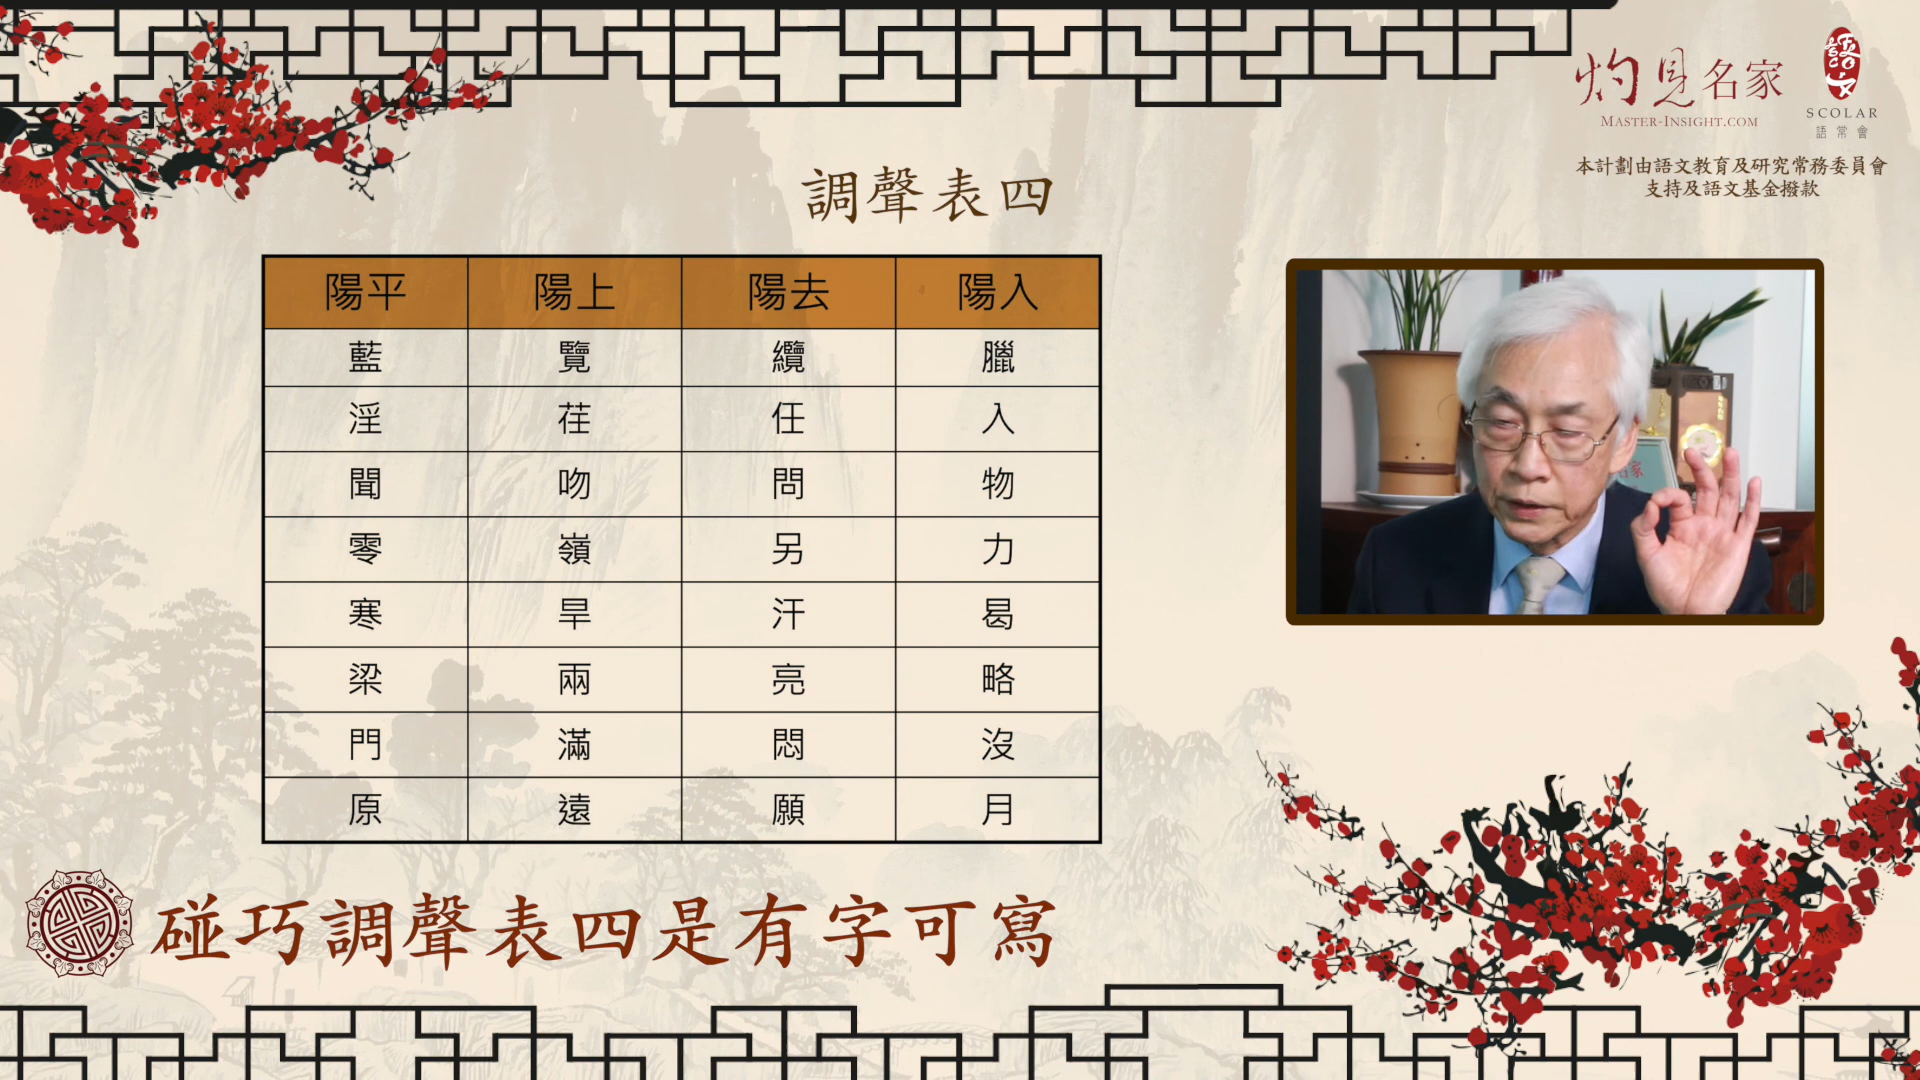 灼見名家
MASTER-INSIGHT.COM
語文
SCOLAR
語常會
本計劃由語文教育及研究常務委員會
支持及語文基金撥款
調聲表四
陽平 陽上 陽去 陽入
藍 覽 纜 臘
淫 荏 任 入
聞 吻 問 物
零 嶺 另 力
寒 旱 汗 曷
梁 兩 亮 略
門 滿 悶 沒
原 遠 願 月
碰巧調聲表四是有字可寫